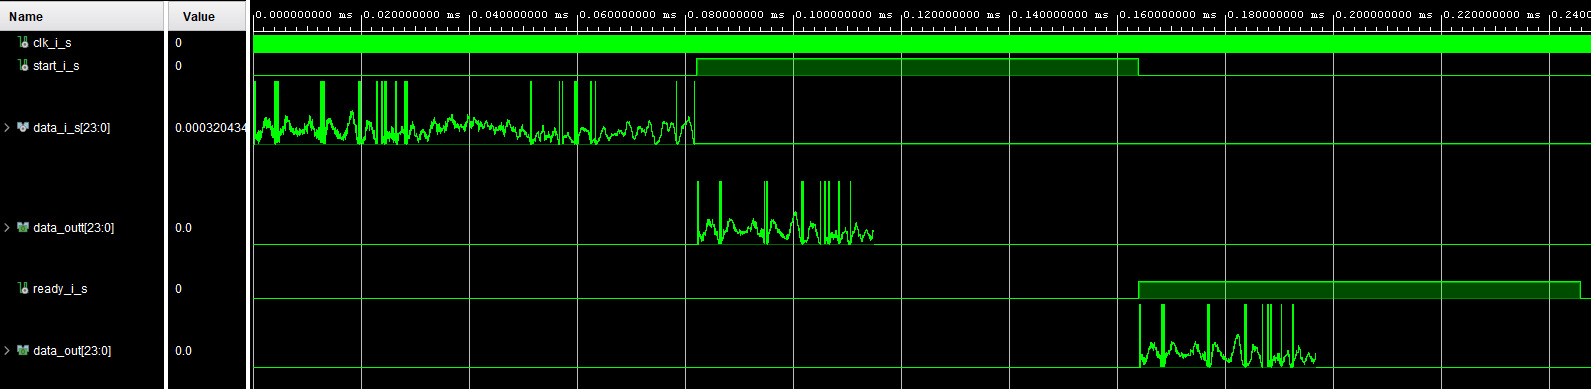 Name Value 0.000000000 ms 0.020000000 ms 0.040000000 ms 0.060000000 ms 0.080000000 ms 0.100000000 ms 0.120000000 ms 0.140000000 ms 0.160000000 ms 0.180000000 ms 0.200000000 ms 0.220000000 ms 0.2400
clk_i_s 0
start_i_s 0
data_i_s[23:0] 0.000320434
data_outt[23:0] 0.0
ready_i_s 0
data_out[23:0] 0.0